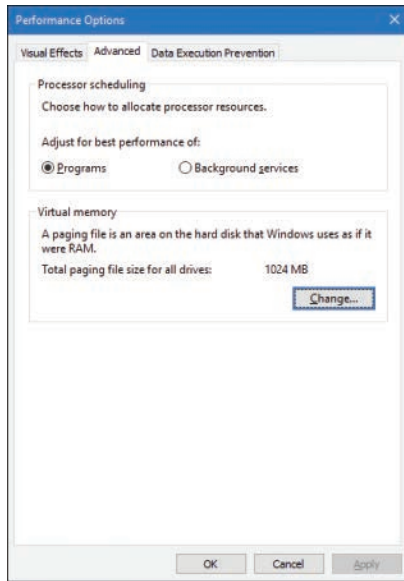 Performance Options
Visual Effects Advanced Data Execution Prevention
Processor scheduling
Choose how to allocate processor resources.
Adjust for best performance of:
Programs Background services
Virtual memory
A paging file is an area on the hard disk that Windows uses as if it
were RAM.
Total paging file size for all drives: 1024 MB
Change...
OK Cancel Apply